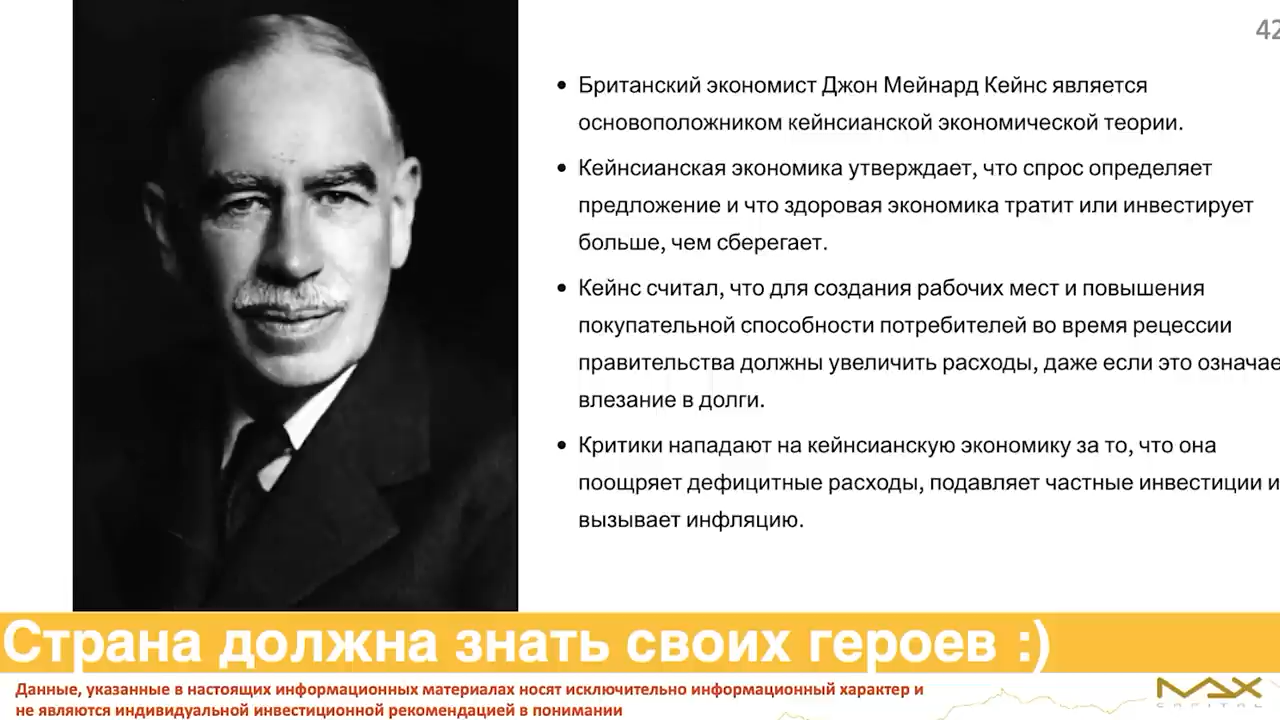 42
• Британский экономист Джон Мейнард Кейнс является
основоположником кейнсианской экономической теории.
• Кейнсианская экономика утверждает, что спрос определяет
предложение и что здоровая экономика тратит или инвестирует
больше, чем сберегает.
• Кейнс считал, что для создания рабочих мест и повышения
покупательной способности потребителей во время рецессии
правительства должны увеличить расходы, даже если это означае
влезание в долги.
• Критики нападают на кейнсианскую экономику за то, что она
поощряет дефицитные расходы, подавляет частные инвестиции и
вызывает инфляцию.
Страна должна знать своих героев :)
Данные, указанные в настоящих информационных материалах носят исключительно информационный характер и
не являются индивидуальной инвестиционной рекомендацией в понимании
MAX
CAPITAL